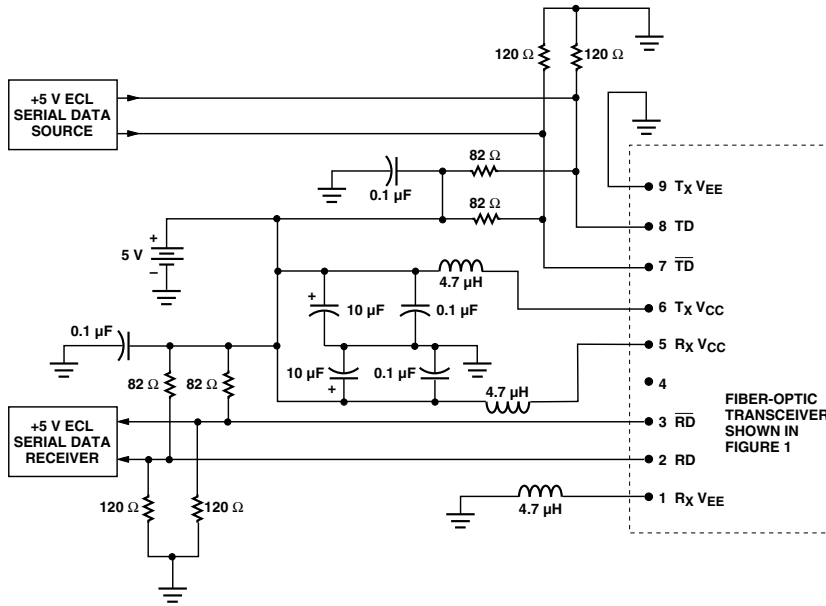 120 Ω
120 Ω
+5 V ECL
SERIAL DATA
SOURCE
82 Ω
0.1 µF
9 TX VEE
82 Ω
8 TD
+
5 V
–
7 TD
4.7 µH
6 TX VCC
+
10 µF
0.1 µF
0.1 µF
5 RX VCC
82 Ω
82 Ω
10 µF
+
0.1 µF
4.7 µH
4
+5 V ECL
SERIAL DATA
RECEIVER
3 RD
FIBER-OPTIC
TRANSCEIVER
SHOWN IN
FIGURE 1
2 RD
120 Ω
120 Ω
4.7 µH
1 RX VEE